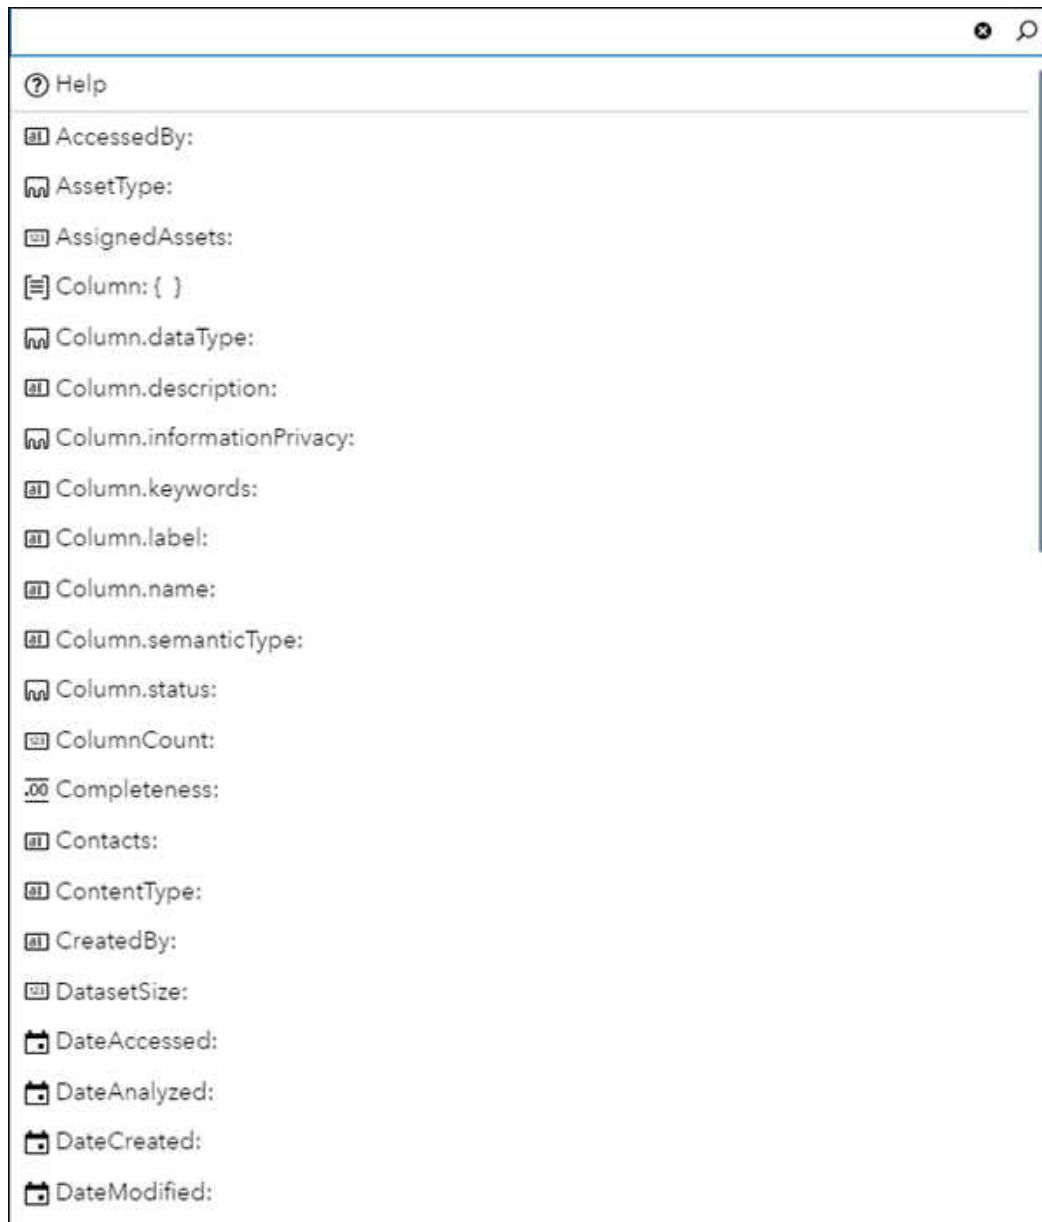 Help
AccessedBy:
AssetType:
AssignedAssets:
Column: { }
Column.dataType:
Column.description:
Column.informationPrivacy:
Column.keywords:
Column.label:
Column.name:
Column.semanticType:
Column.status:
ColumnCount:
.00 Completeness:
Contacts:
ContentType:
CreatedBy:
DatasetSize:
DateAccessed:
DateAnalyzed:
DateCreated:
DateModified: